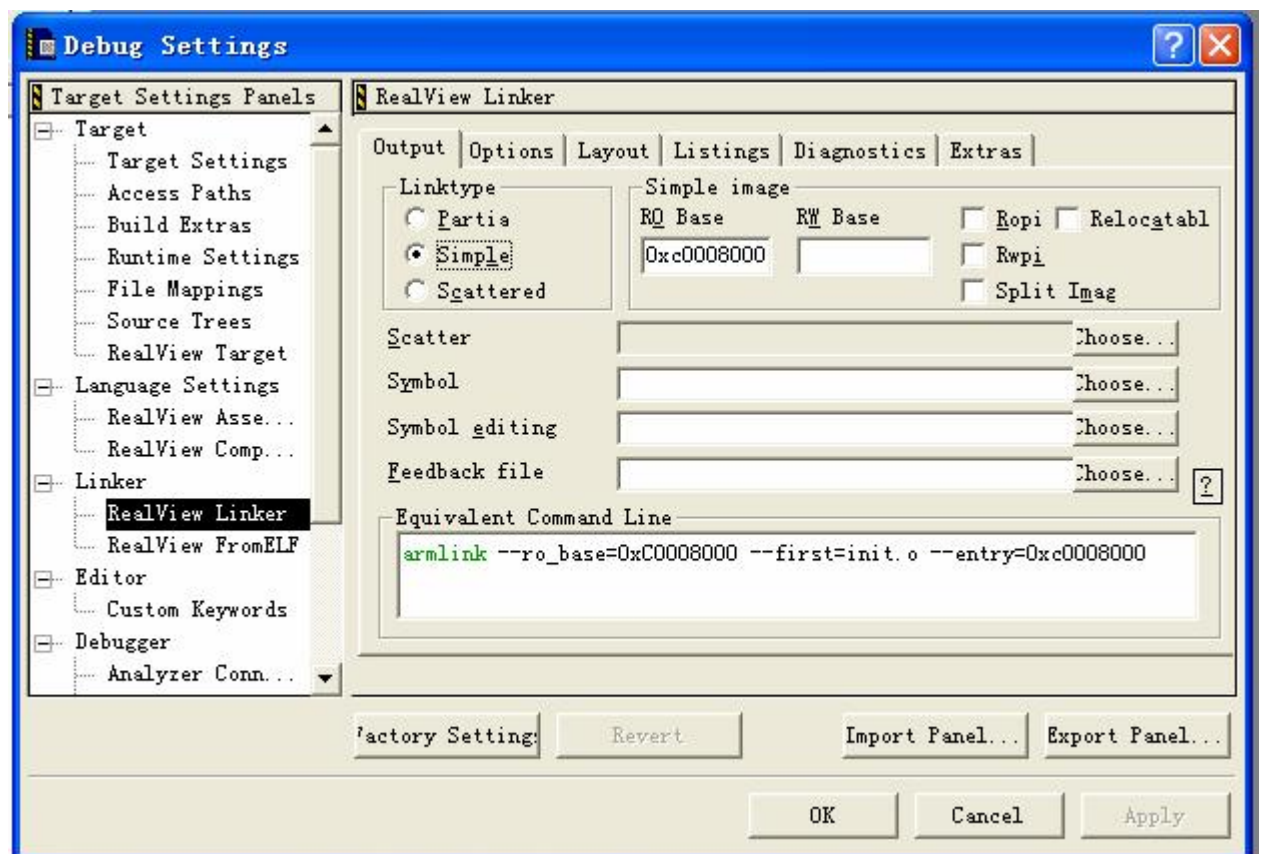 Debug Settings
Target Settings Panels
Target
Target Settings
Access Paths
Build Extras
Runtime Settings
File Mappings
Source Trees
RealView Target
Language Settings
RealView Asse...
RealView Comp...
Linker
RealView Linker
RealView FromELF
Editor
Custom Keywords
Debugger
Analyzer Conn...
RealView Linker
Output Options Layout Listings Diagnostics Extras
Linktype
Partia
Simple
Scattered
Simple image
RO Base RW Base
0xc0008000
Ropi Relocatabl
Rwpi
Split Imag
Scatter Choose...
Symbol Choose...
Symbol editing Choose...
Feedback file Choose...
?
Equivalent Command Line
armlink --ro_base=0xC0008000 --first=init.o --entry=0xc0008000
Factory Setting Revert Import Panel... Export Panel...
OK Cancel Apply